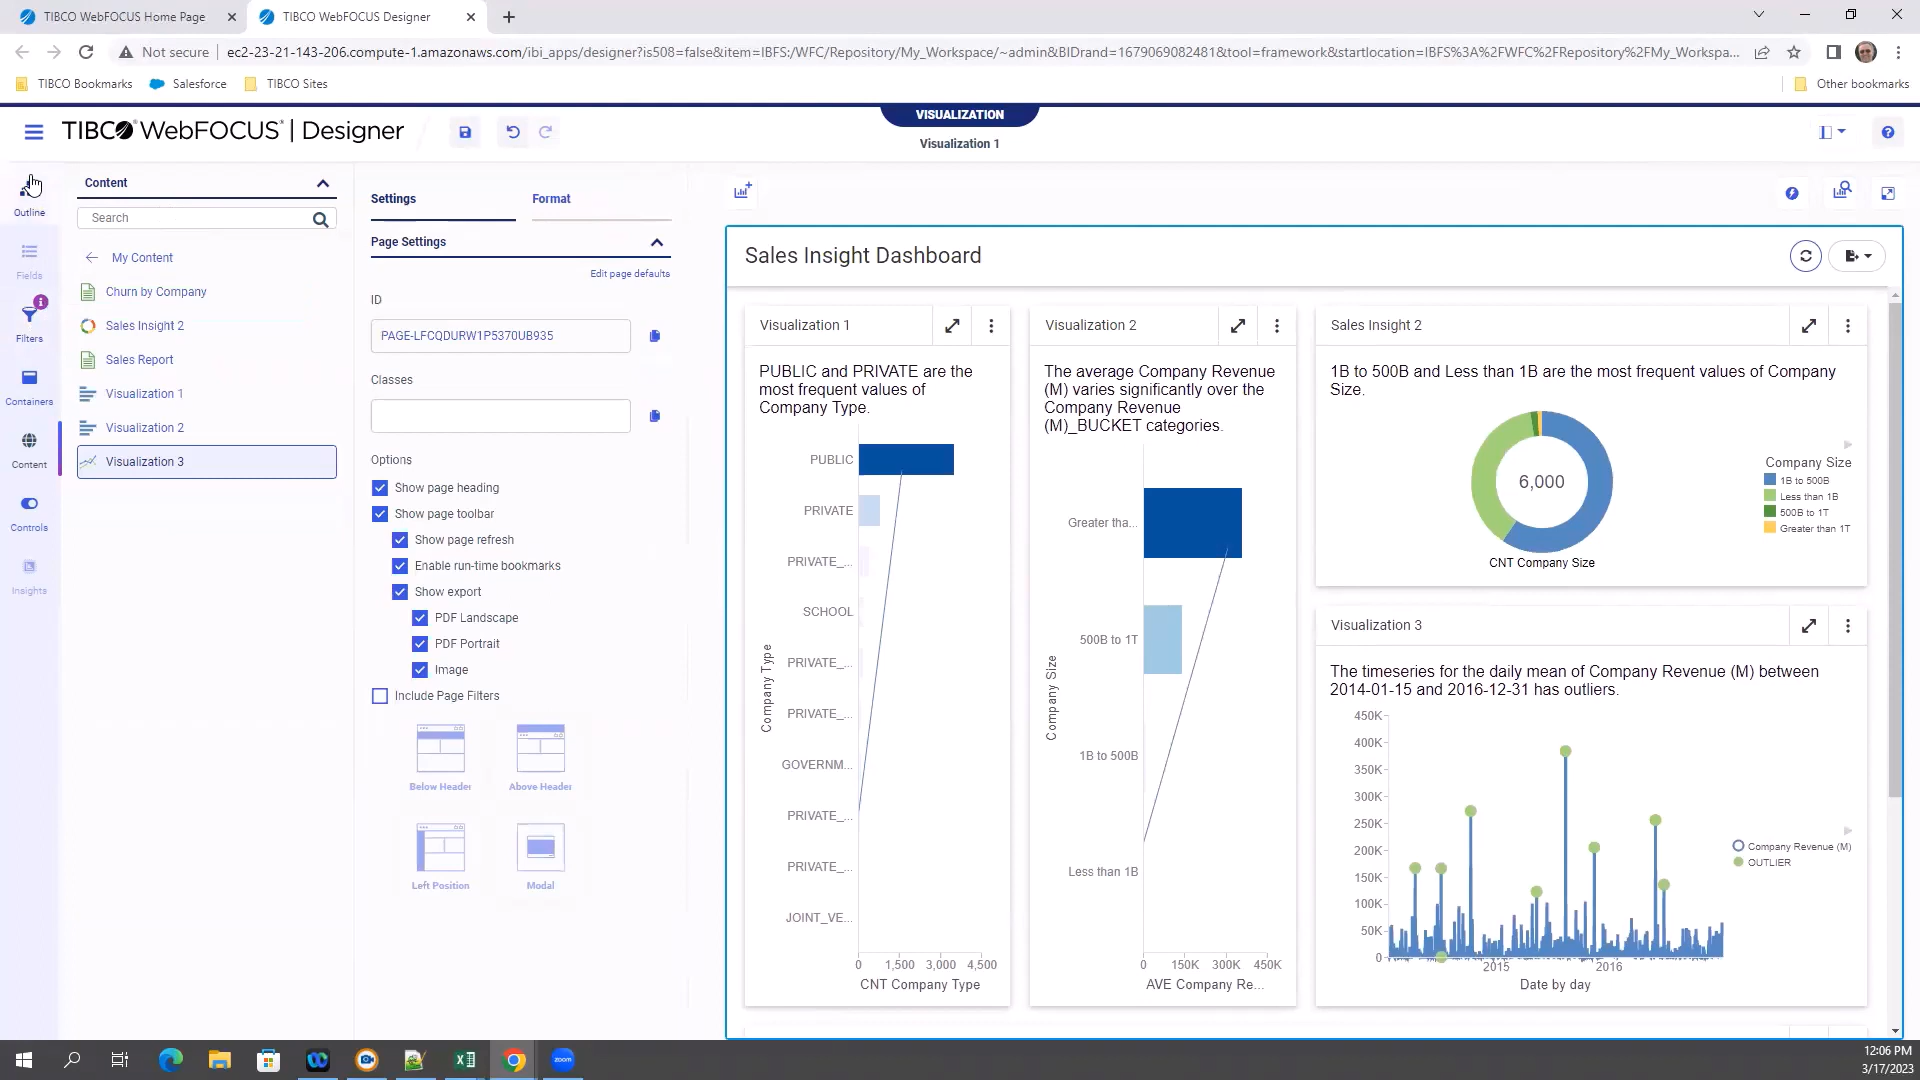 TIBCO WebFOCUS Home Page
TIBCO WebFOCUS Designer
Not secure
ec2-23-21-143-206.compute-1.amazonaws.com/ibi_apps/designer?is508=false&item=IBFS:/WFC/Repository/My_Workspace/~admin&BIDrand=1679069082481&tool=framework&startlocation=IBFS%3A%2FWFC%2FRepository%2FMy_Workspa...
TIBCO Bookmarks
Salesforce
TIBCO Sites
Other bookmarks
TIBCO WebFOCUS | Designer
VISUALIZATION
Visualization 1
Outline
Fields
Filters
Containers
Content
Controls
Insights
Content
Search
My Content
Churn by Company
Sales Insight 2
Sales Report
Visualization 1
Visualization 2
Visualization 3
Settings
Format
Page Settings
Edit page defaults
ID
PAGE-LFCQDURW1P5370UB935
Classes
Options
Show page heading
Show page toolbar
Show page refresh
Enable run-time bookmarks
Show export
PDF Landscape
PDF Portrait
Image
Include Page Filters
Below Header
Above Header
Left Position
Modal
Sales Insight Dashboard
Visualization 1
PUBLIC and PRIVATE are the
most frequent values of
Company Type.
Company Type
PUBLIC
PRIVATE
PRIVATE_...
SCHOOL
PRIVATE_...
PRIVATE_...
GOVERNM...
PRIVATE_...
PRIVATE_...
JOINT_VE...
0 1,500 3,000 4,500
CNT Company Type
Visualization 2
The average Company Revenue
(M) varies significantly over the
Company Revenue
(M)_BUCKET categories.
Company Size
Greater tha...
500B to 1T
1B to 500B
Less than 1B
0 150K 300K 450K
AVE Company Re...
Sales Insight 2
1B to 500B and Less than 1B are the most frequent values of Company
Size.
6,000
CNT Company Size
Company Size
1B to 500B
Less than 1B
500B to 1T
Greater than 1T
Visualization 3
The timeseries for the daily mean of Company Revenue (M) between
2014-01-15 and 2016-12-31 has outliers.
450K
400K
350K
300K
250K
200K
150K
100K
50K
0
2015 2016
Date by day
Company Revenue (M)
OUTLIER
zoom
12:06 PM
3/17/2023